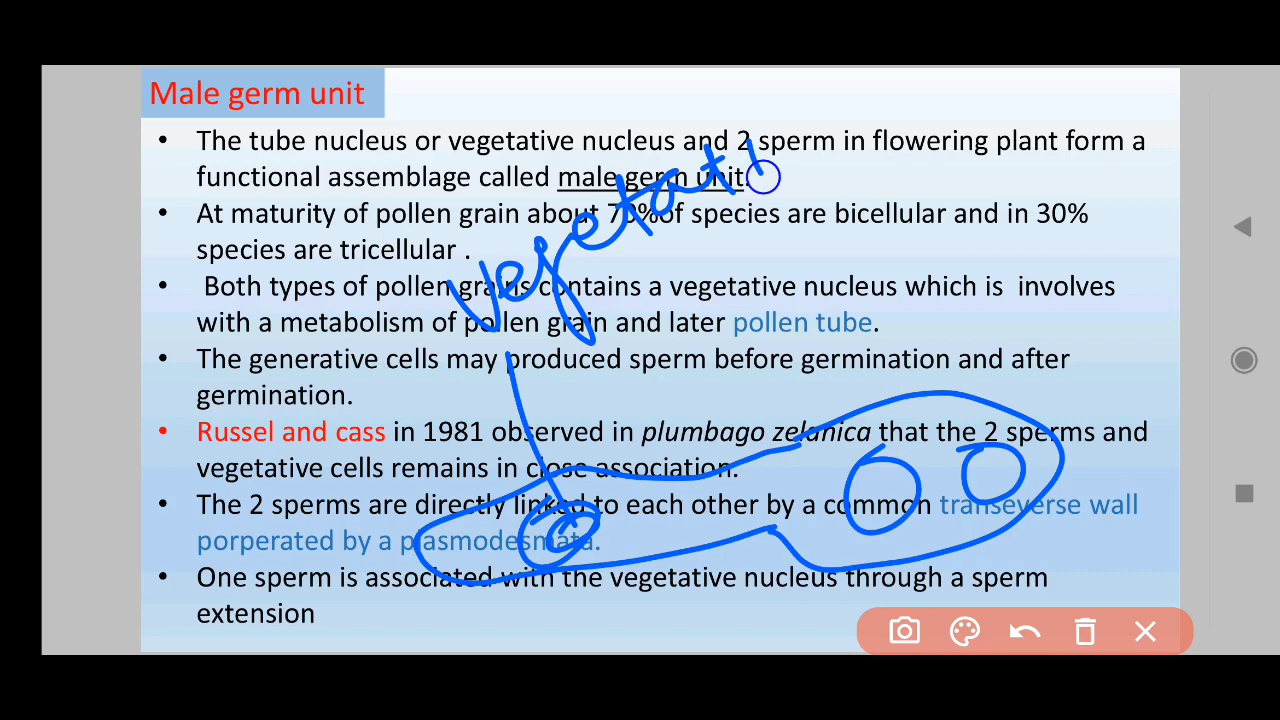 Male germ unit
• The tube nucleus or vegetative nucleus and 2 sperm in flowering plant form a
functional assemblage called male germ unit.
• At maturity of pollen grain about 70%of species are bicellular and in 30%
species are tricellular .
• Both types of pollen grains contains a vegetative nucleus which is involves
with a metabolism of pollen grain and later pollen tube.
• The generative cells may produced sperm before germination and after
germination.
• Russel and cass in 1981 observed in plumbago zelanica that the 2 sperms and
vegetative cells remains in close association.
• The 2 sperms are directly linked to each other by a common transeverse wall
porperated by a plasmodesmata.
• One sperm is associated with the vegetative nucleus through a sperm
extension
vegetati